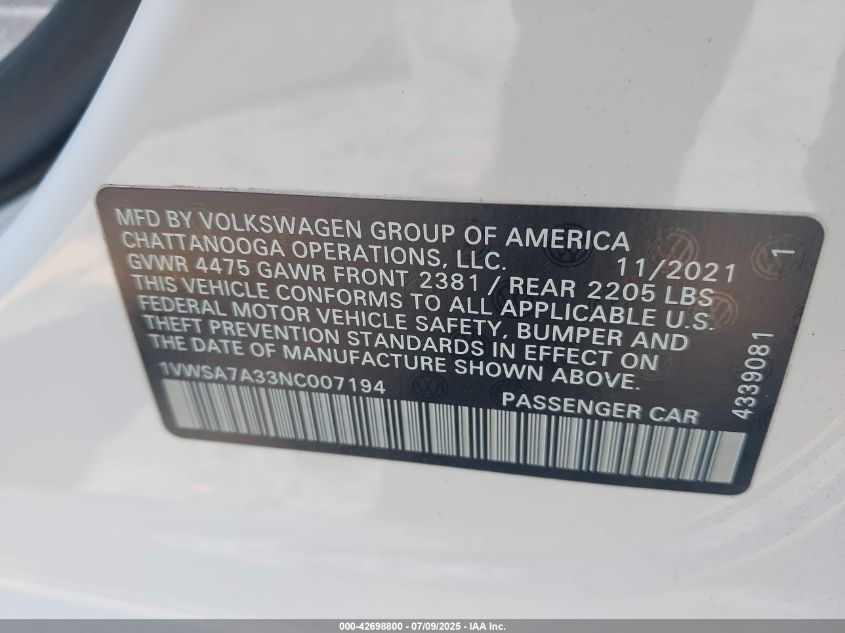 MFD BY VOLKSWAGEN GROUP OF AMERICA
CHATTANOOGA OPERATIONS, LLC. 11/2021 1
GVWR 4475 GAWR FRONT 2381 / REAR 2205 LBS
THIS VEHICLE CONFORMS TO ALL APPLICABLE U.S.
FEDERAL MOTOR VEHICLE SAFETY, BUMPER AND
THEFT PREVENTION STANDARDS IN EFFECT ON
THE DATE OF MANUFACTURE SHOWN ABOVE.
1VWSA7A33NC007194 PASSENGER CAR
4339081
000-42698800 - 07/09/2025 - IAA Inc.